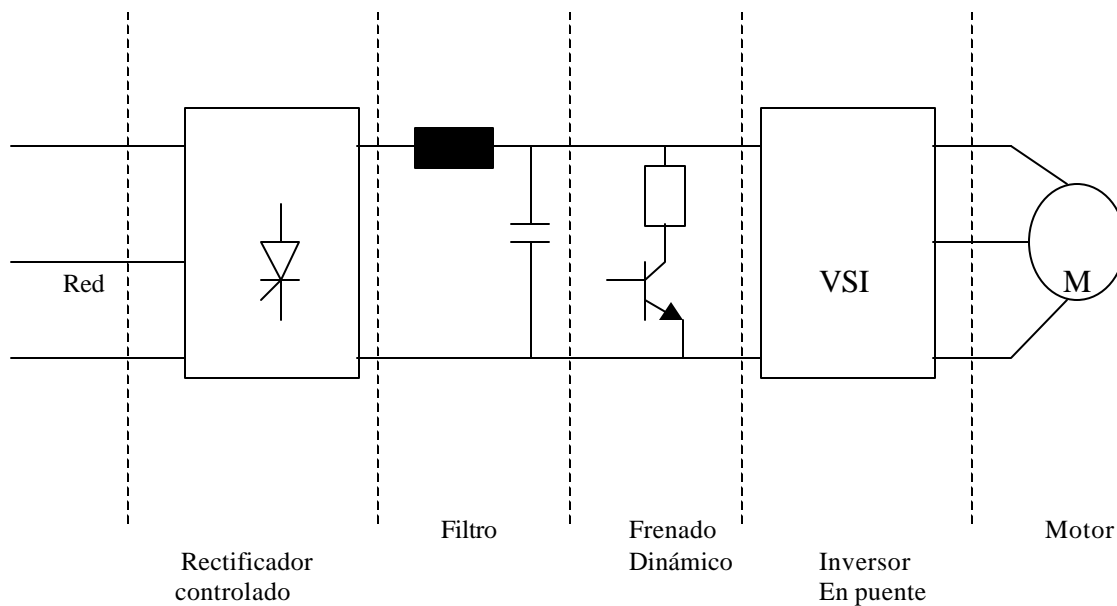 Red
VSI
M
Filtro
Frenado
Dinámico
Motor
Rectificador
controlado
Inversor
En puente